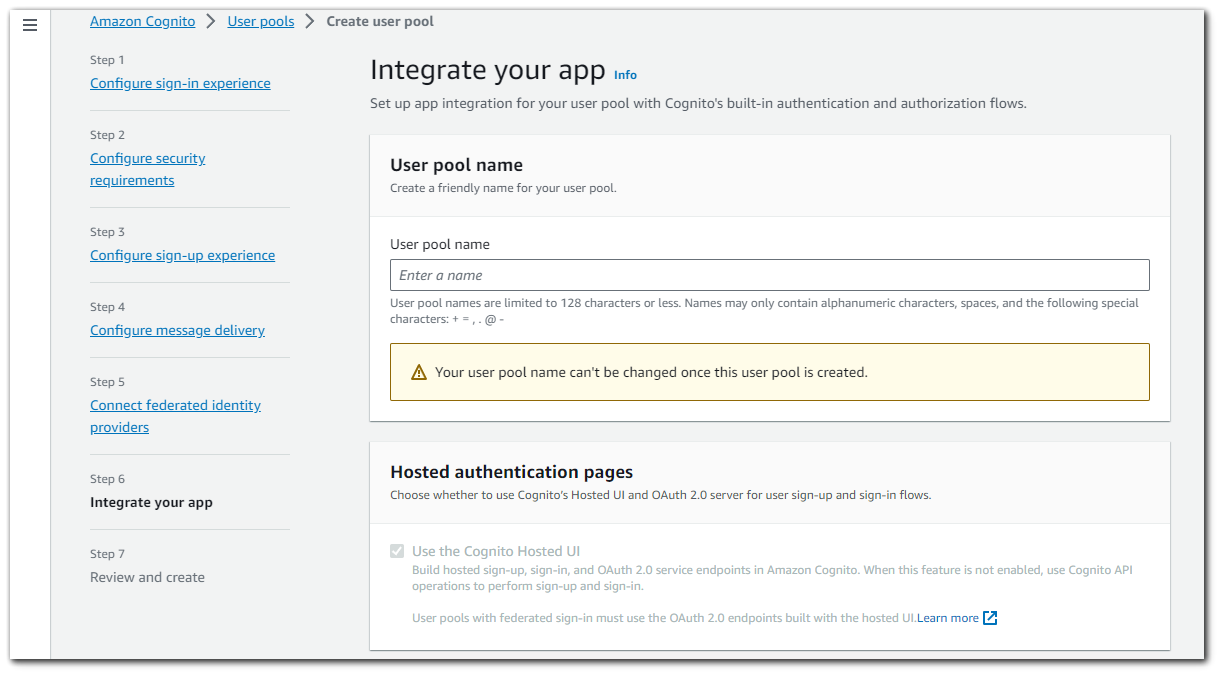 Amazon Cognito > User pools > Create user pool
Step 1
Configure sign-in experience
Step 2
Configure security
requirements
Step 3
Configure sign-up experience
Step 4
Configure message delivery
Step 5
Connect federated identity
providers
Step 6
Integrate your app
Step 7
Review and create
Integrate your app Info
Set up app integration for your user pool with Cognito's built-in authentication and authorization flows.
User pool name
Create a friendly name for your user pool.
User pool name
Enter a name
User pool names are limited to 128 characters or less. Names may only contain alphanumeric characters, spaces, and the following special
characters: + = , . @ -
Your user pool name can't be changed once this user pool is created.
Hosted authentication pages
Choose whether to use Cognito's Hosted UI and OAuth 2.0 server for user sign-up and sign-in flows.
Use the Cognito Hosted UI
Build hosted sign-up, sign-in, and OAuth 2.0 service endpoints in Amazon Cognito. When this feature is not enabled, use Cognito API
operations to perform sign-up and sign-in.
User pools with federated sign-in must use the OAuth 2.0 endpoints built with the hosted UI.Learn more